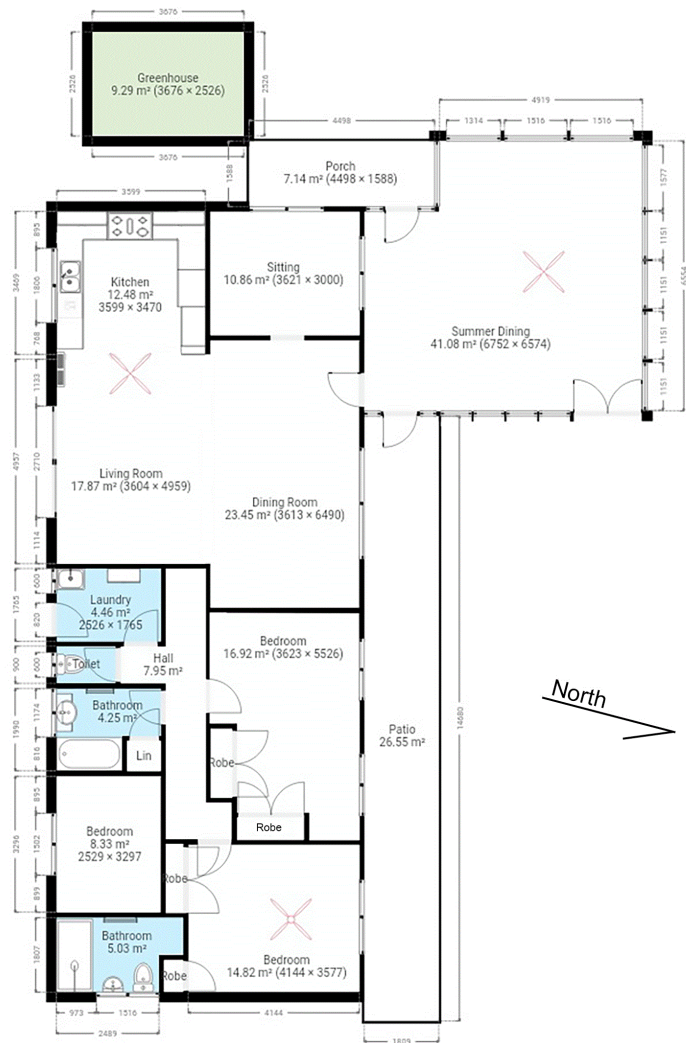 3676
2526
Greenhouse
9.29 m² (3676 × 2526)
2526
3676
4919
4498
1314
1516
1516
1588
Porch
7.14 m² (4498 × 1588)
1577
3599
895
Kitchen
12.48 m²
3599 × 3470
Sitting
10.86 m² (3621 × 3000)
1151
3469
1806
1151
6554
Summer Dining
41.08 m² (6752 × 6574)
1151
768
1133
1151
4957
2710
Living Room
17.87 m² (3604 × 4959)
Dining Room
23.45 m² (3613 × 6490)
1114
1765
600
820
Laundry
4.46 m²
2526 × 1765
Bedroom
16.92 m² (3623 × 5526)
900
600
Toilet
Hall
7.95 m²
North
1990
1174
816
Bathroom
4.25 m²
Lin
Robe
Robe
Patio
26.55 m²
14680
3296
895
1502
899
Bedroom
8.33 m²
2529 × 3297
Robe
1807
Bathroom
5.03 m²
Robe
Bedroom
14.82 m² (4144 × 3577)
973
1516
4144
2489
1809